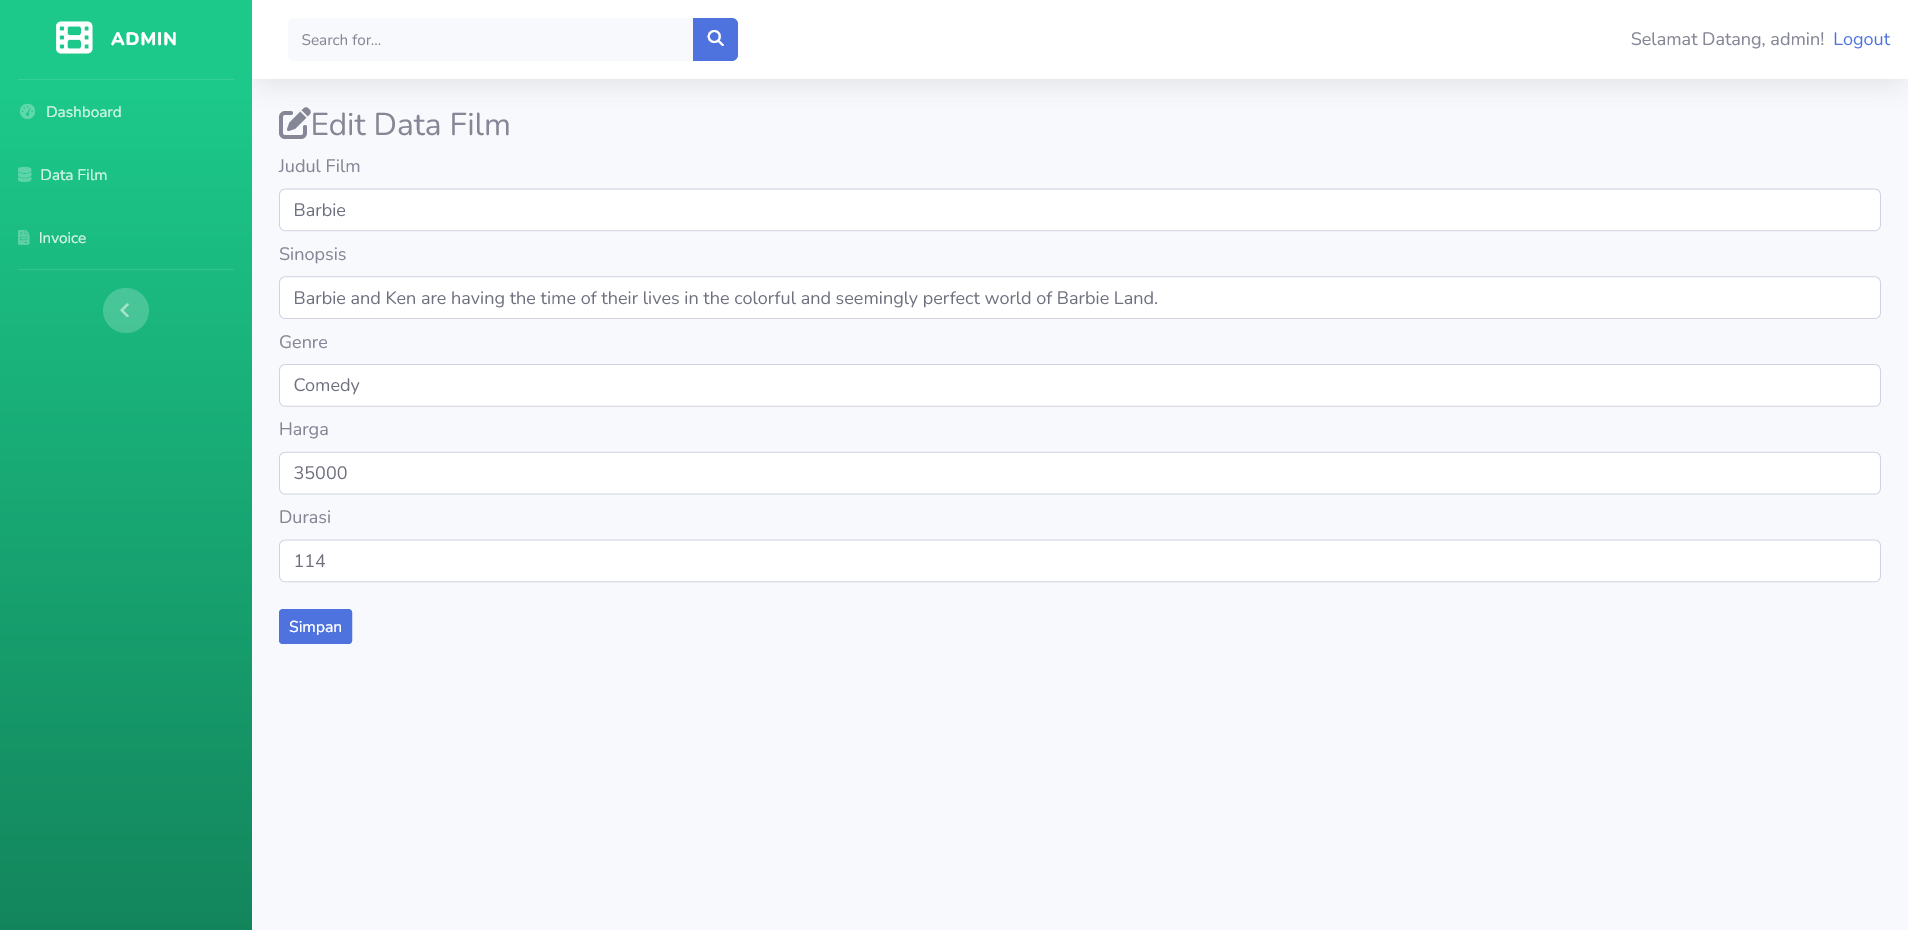 ADMIN
Search for...
Selamat Datang, admin! Logout
Dashboard
Data Film
Invoice
Edit Data Film
Judul Film
Barbie
Sinopsis
Barbie and Ken are having the time of their lives in the colorful and seemingly perfect world of Barbie Land.
Genre
Comedy
Harga
35000
Durasi
114
Simpan